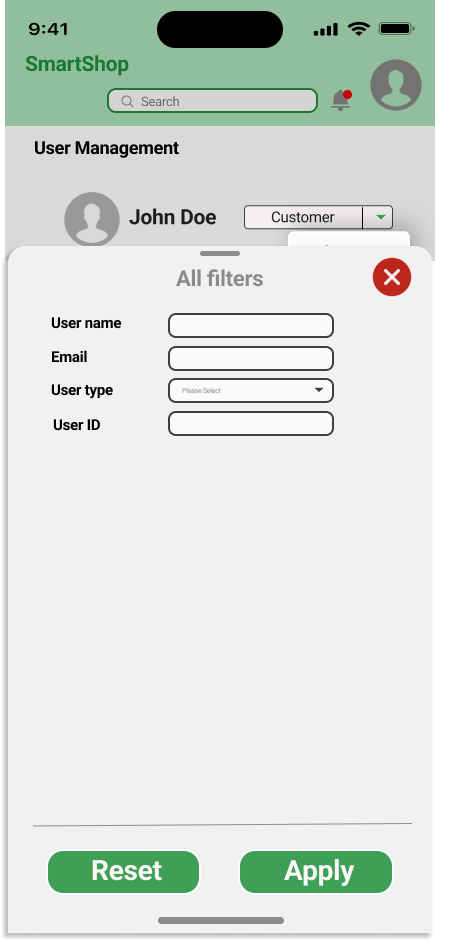 9:41
SmartShop
Search
User Management
John Doe
Customer
All filters
User name
Email
User type
Please Select
User ID
Reset
Apply